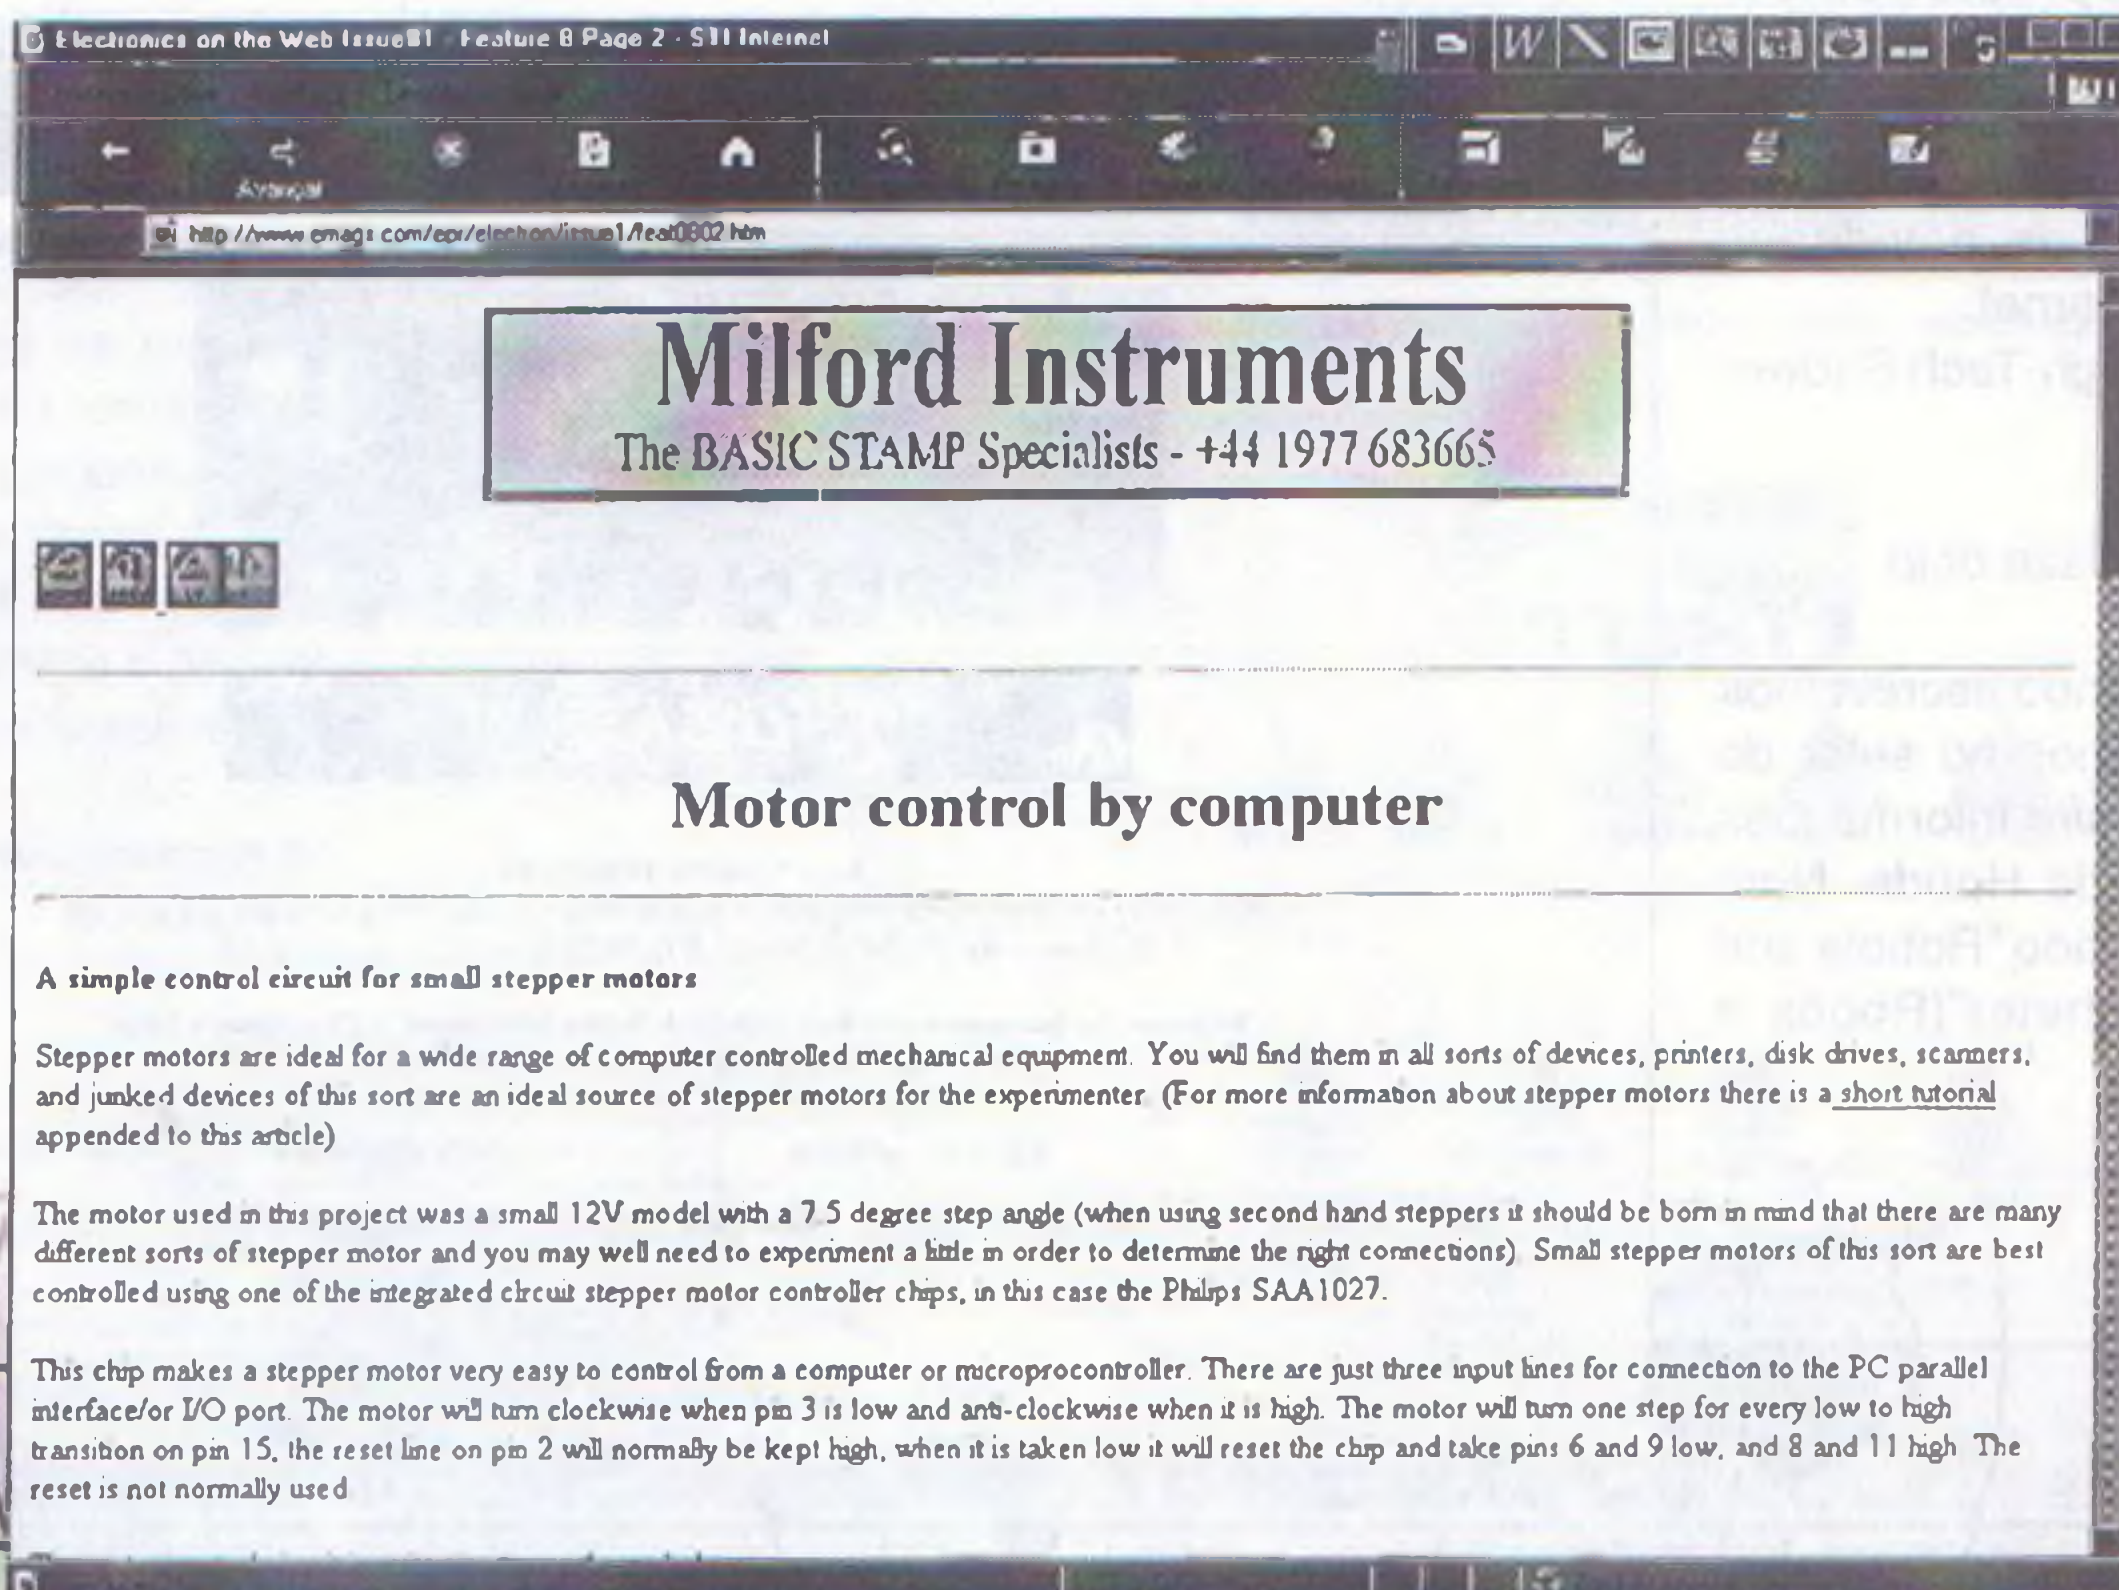 Electronics on the Web Issue#1 - Feature 8 Page 2 - STI Internet
Avançar
Milford Instruments
The BASIC STAMP Specialists - +44 1977 683665
Motor control by computer
A simple control circuit for small stepper motors
Stepper motors are ideal for a wide range of computer controlled mechanical equipment. You will find them in all sorts of devices, printers, disk drives, scanners,
and junked devices of this sort are an ideal source of stepper motors for the experimenter. (For more information about stepper motors there is a short tutorial
appended to this article)
The motor used in this project was a small 12V model with a 7.5 degree step angle (when using second hand steppers it should be born in mind that there are many
different sorts of stepper motor and you may well need to experiment a little in order to determine the right connections). Small stepper motors of this sort are best
controlled using one of the integrated circuit stepper motor controller chips, in this case the Philips SAA1027.
This chip makes a stepper motor very easy to control from a computer or microprocontroller. There are just three input lines for connection to the PC parallel
interface/or I/O port. The motor will turn clockwise when pin 3 is low and anti-clockwise when it is high. The motor will turn one step for every low to high
transition on pin 15, the reset line on pin 2 will normally be kept high, when it is taken low it will reset the chip and take pins 6 and 9 low, and 8 and 11 high. The
reset is not normally used